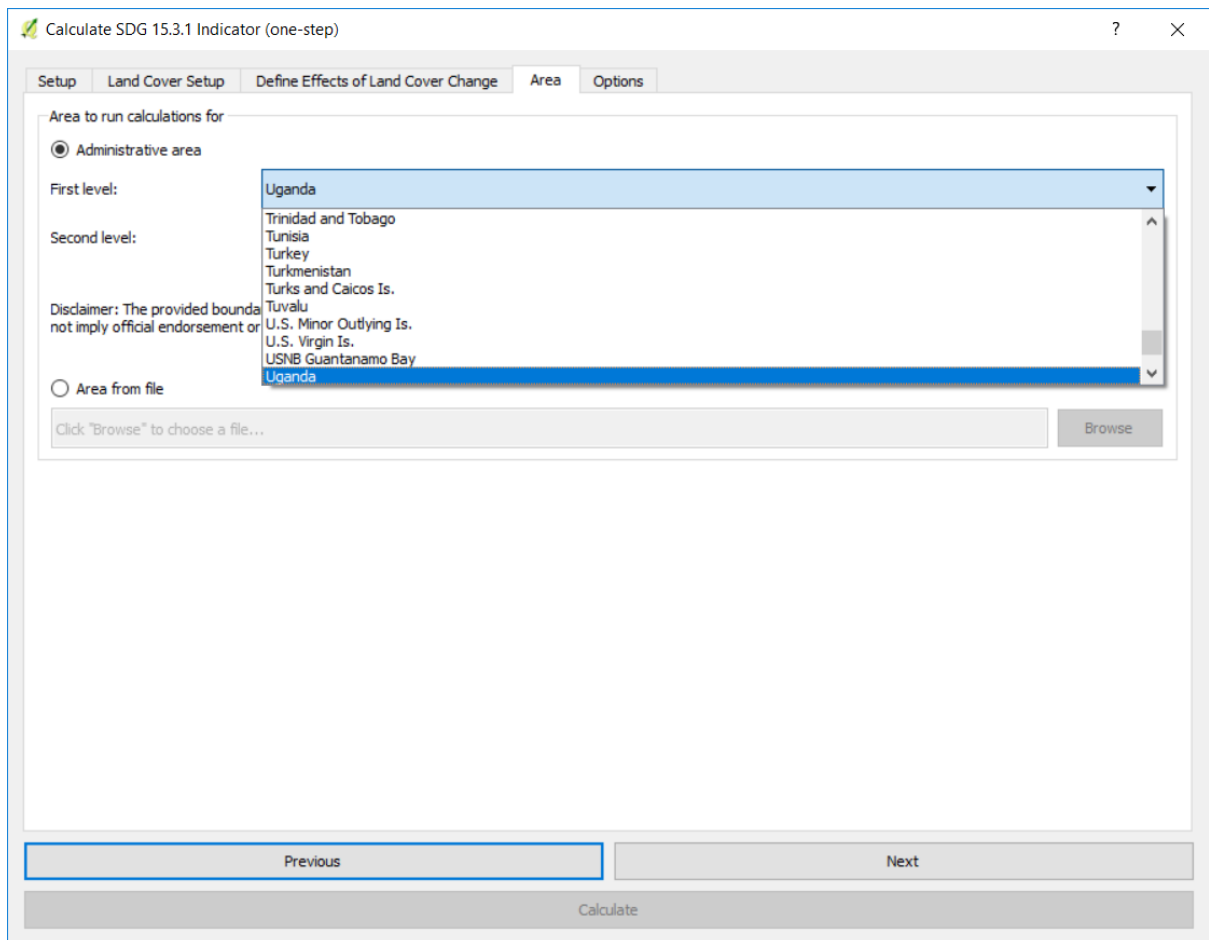 Calculate SDG 15.3.1 Indicator (one-step)
?
Setup Land Cover Setup Define Effects of Land Cover Change Area Options
Area to run calculations for
Administrative area
First level: Uganda
Trinidad and Tobago
Tunisia
Second level:
Turkey
Turkmenistan
Turks and Caicos Is.
Tuvalu
Disclaimer: The provided bounda
U.S. Minor Outlying Is.
not imply official endorsement or
U.S. Virgin Is.
USNB Guantanamo Bay
Uganda
Area from file
Click "Browse" to choose a file... Browse
Previous Next
Calculate